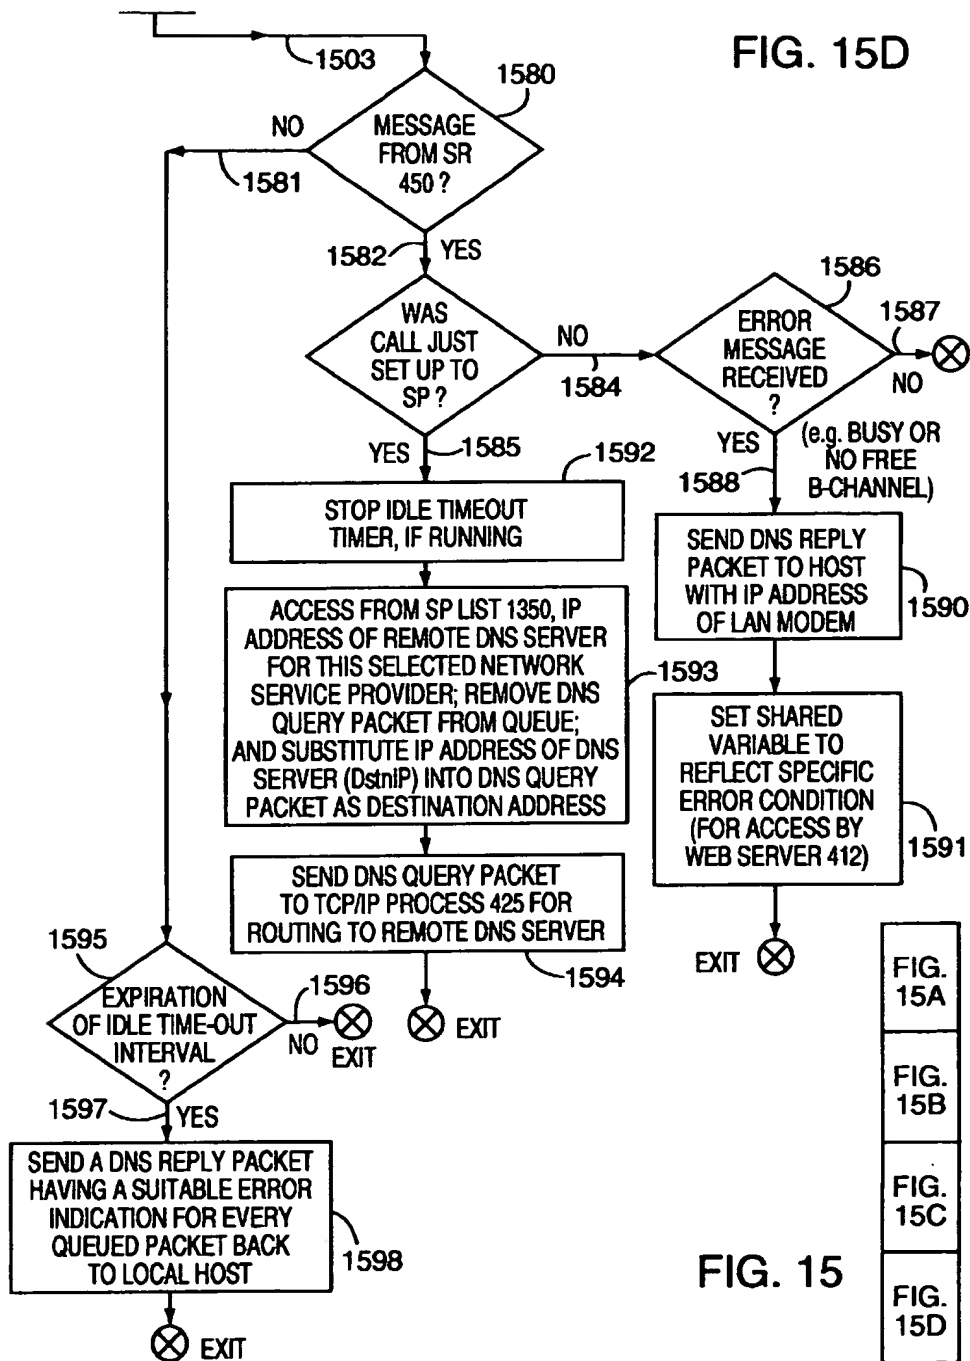 FIG. 15D
1503
1580
MESSAGE
FROM SR
450 ?
NO
1581
1582
YES
WAS
CALL JUST
SET UP TO
SP ?
NO
1584
1586
ERROR
MESSAGE
RECEIVED
?
1587
NO
YES
1585
1592
YES
1588
(e.g. BUSY OR
NO FREE
B-CHANNEL)
STOP IDLE TIMEOUT
TIMER, IF RUNNING
SEND DNS REPLY
PACKET TO HOST
WITH IP ADDRESS
OF LAN MODEM
1590
ACCESS FROM SP LIST 1350, IP
ADDRESS OF REMOTE DNS SERVER
FOR THIS SELECTED NETWORK
SERVICE PROVIDER; REMOVE DNS
QUERY PACKET FROM QUEUE;
AND SUBSTITUTE IP ADDRESS OF DNS
SERVER (DstnIP) INTO DNS QUERY
PACKET AS DESTINATION ADDRESS
1593
SET SHARED
VARIABLE TO
REFLECT SPECIFIC
ERROR CONDITION
(FOR ACCESS BY
WEB SERVER 412)
1591
SEND DNS QUERY PACKET
TO TCP/IP PROCESS 425 FOR
ROUTING TO REMOTE DNS SERVER
1594
EXIT
EXIT
1595
EXPIRATION
OF IDLE TIME-OUT
INTERVAL
?
1596
NO
EXIT
1597
YES
SEND A DNS REPLY PACKET
HAVING A SUITABLE ERROR
INDICATION FOR EVERY
QUEUED PACKET BACK
TO LOCAL HOST
1598
EXIT
FIG. 15
FIG.
15A
FIG.
15B
FIG.
15C
FIG.
15D